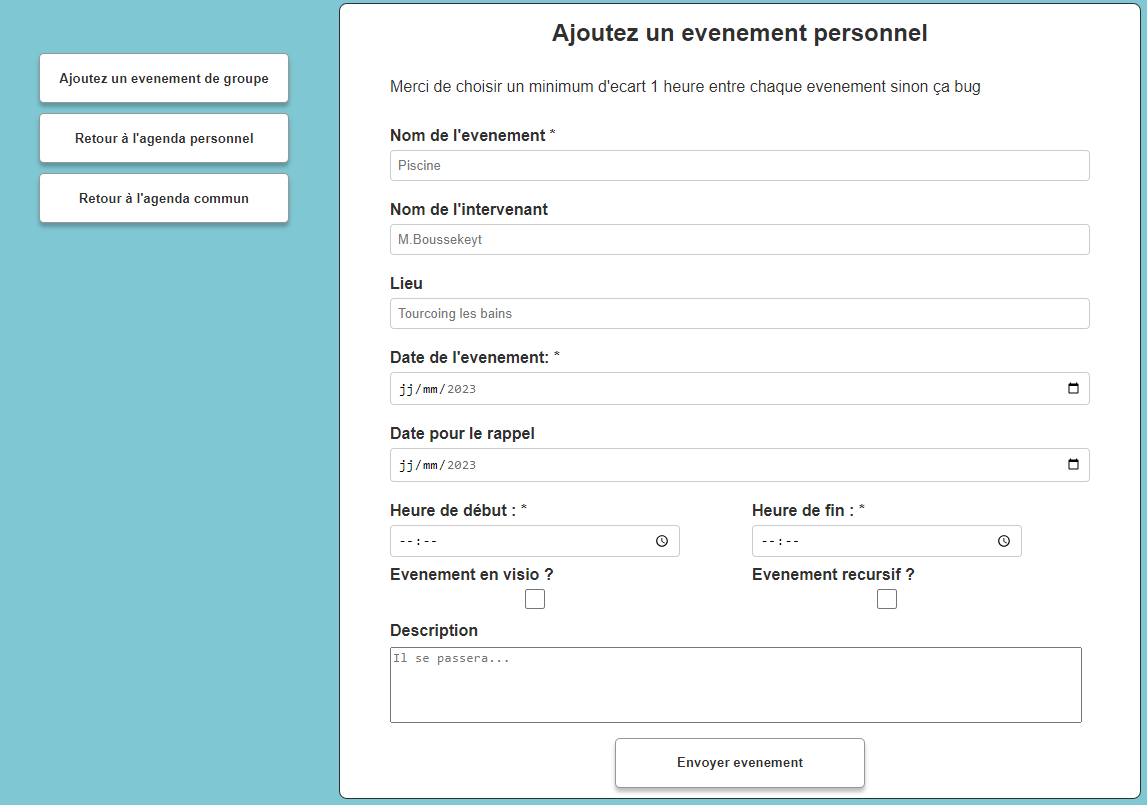 Ajoutez un evenement de groupe
Retour à l'agenda personnel
Retour à l'agenda commun
Ajoutez un evenement personnel
Merci de choisir un minimum d'ecart 1 heure entre chaque evenement sinon ça bug
Nom de l'evenement *
Piscine
Nom de l'intervenant
M.Boussekeyt
Lieu
Tourcoing les bains
Date de l'evenement: *
jj/mm/2023
Date pour le rappel
jj/mm/2023
Heure de début : * Heure de fin : *
--:-- --:--
Evenement en visio ? Evenement recursif ?
Description
Il se passera...
Envoyer evenement